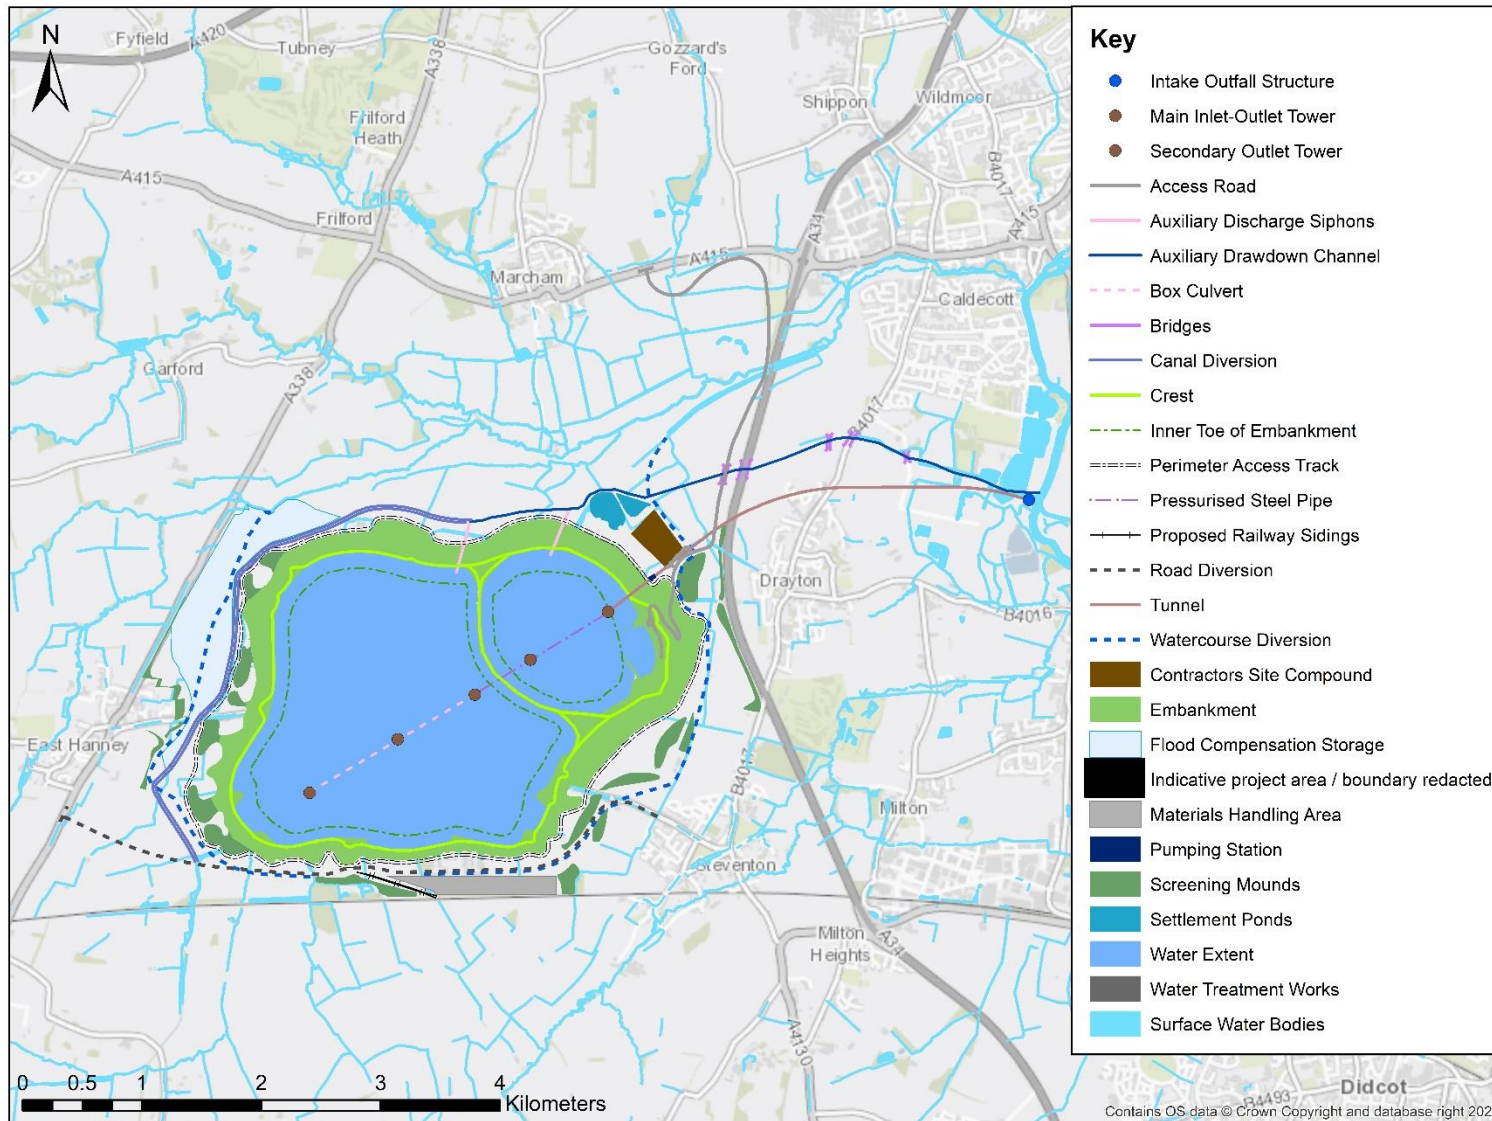 N
Fyfield
A420
Tubney
A338
Gozzard's
Ford
Shippon
Wildmoor
Frilford
Heath
B4017
A415
Frilford
A34
A415
A415
Marcham
Caldecott
Garford
A338
B4017
Drayton
B4016
East Hanney
B4017
Milton
Steventon
Milton
Heights
A34
A4130
Didcot
B4493
0 0.5 1 2 3 4
Kilometers
Key
Intake Outfall Structure
Main Inlet-Outlet Tower
Secondary Outlet Tower
Access Road
Auxiliary Discharge Siphons
Auxiliary Drawdown Channel
Box Culvert
Bridges
Canal Diversion
Crest
Inner Toe of Embankment
Perimeter Access Track
Pressurised Steel Pipe
Proposed Railway Sidings
Road Diversion
Tunnel
Watercourse Diversion
Contractors Site Compound
Embankment
Flood Compensation Storage
Indicative project area / boundary redacted
Materials Handling Area
Pumping Station
Screening Mounds
Settlement Ponds
Water Extent
Water Treatment Works
Surface Water Bodies
Contains OS data © Crown Copyright and database right 202